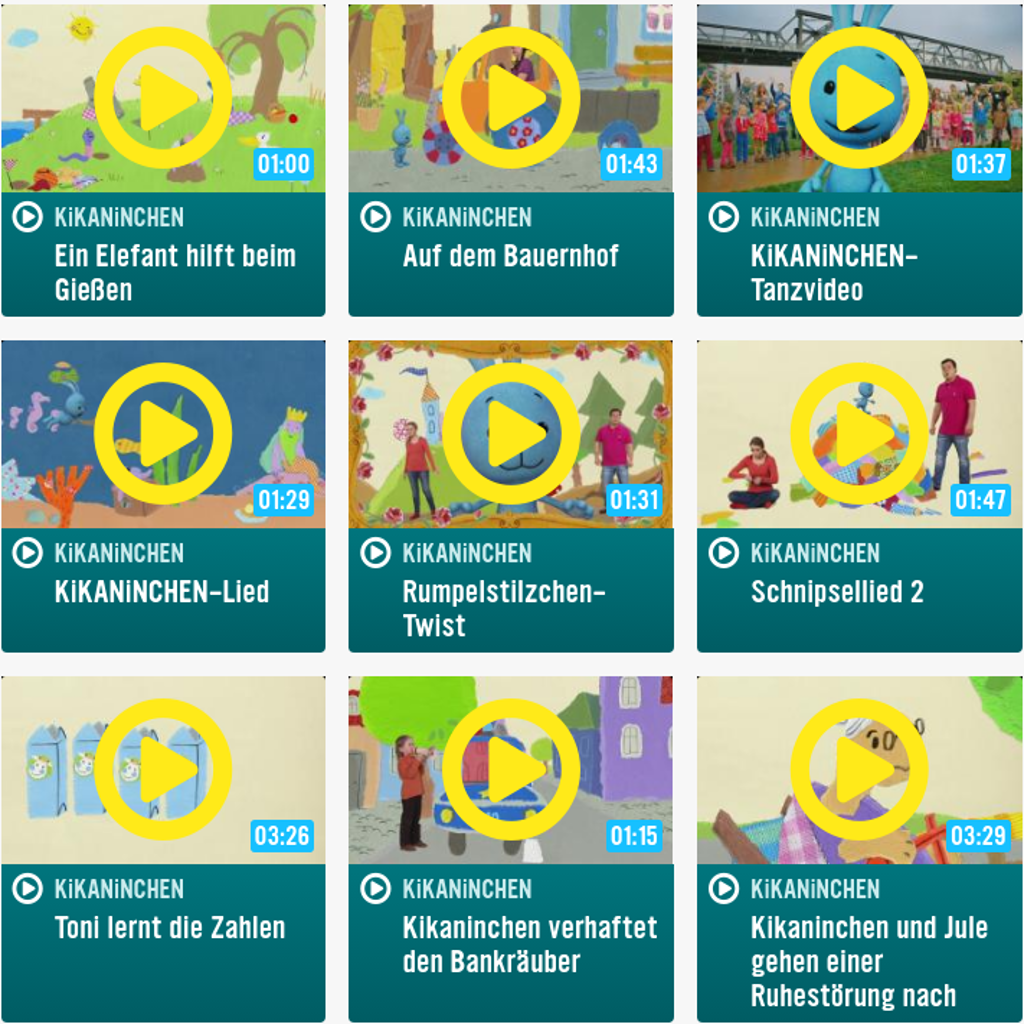 01:00
01:43
01:37
KiKANiNCHEN
Ein Elefant hilft beim
Gießen
KiKANiNCHEN
Auf dem Bauernhof
KiKANiNCHEN
KiKANiNCHEN-
Tanzvideo
01:29
01:31
01:47
KiKANiNCHEN
KiKANiNCHEN-Lied
KiKANiNCHEN
Rumpelstilzchen-
Twist
KiKANiNCHEN
Schnipsellied 2
03:26
01:15
03:29
KiKANiNCHEN
Toni lernt die Zahlen
KiKANiNCHEN
Kikaninchen verhaftet
den Bankräuber
KiKANiNCHEN
Kikaninchen und Jule
gehen einer
Ruhestörung nach